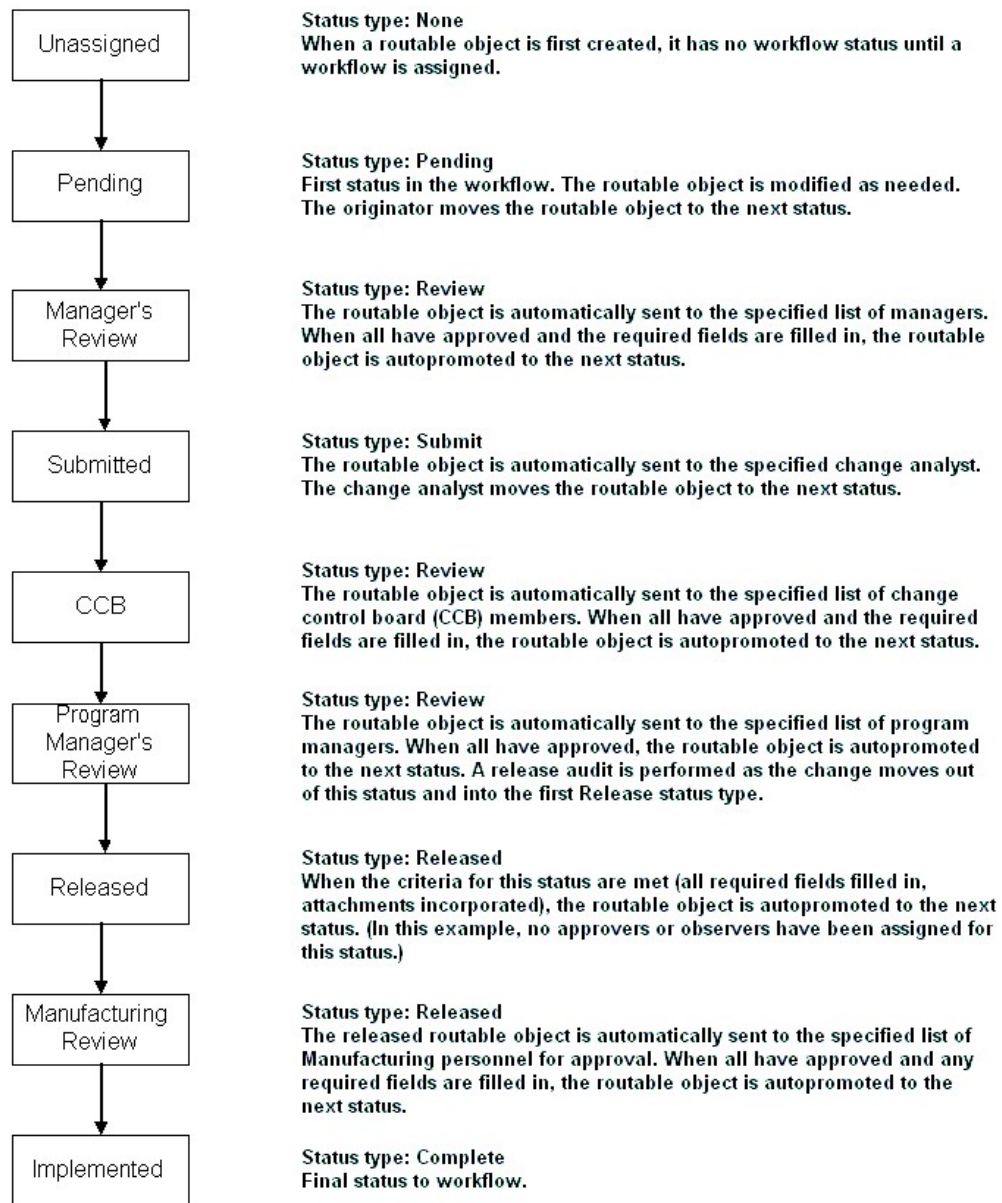 Unassigned
Status type: None
When a routable object is first created, it has no workflow status until a
workflow is assigned.
Pending
Status type: Pending
First status in the workflow. The routable object is modified as needed.
The originator moves the routable object to the next status.
Manager's
Review
Status type: Review
The routable object is automatically sent to the specified list of managers.
When all have approved and the required fields are filled in, the routable
object is autopromoted to the next status.
Submitted
Status type: Submit
The routable object is automatically sent to the specified change analyst.
The change analyst moves the routable object to the next status.
CCB
Status type: Review
The routable object is automatically sent to the specified list of change
control board (CCB) members. When all have approved and the required
fields are filled in, the routable object is autopromoted to the next status.
Program
Manager's
Review
Status type: Review
The routable object is automatically sent to the specified list of program
managers. When all have approved, the routable object is autopromoted
to the next status. A release audit is performed as the change moves out
of this status and into the first Release status type.
Released
Status type: Released
When the criteria for this status are met (all required fields filled in,
attachments incorporated), the routable object is autopromoted to the next
status. (In this example, no approvers or observers have been assigned for
this status.)
Manufacturing
Review
Status type: Released
The released routable object is automatically sent to the specified list of
Manufacturing personnel for approval. When all have approved and any
required fields are filled in, the routable object is autopromoted to the
next status.
Implemented
Status type: Complete
Final status to workflow.